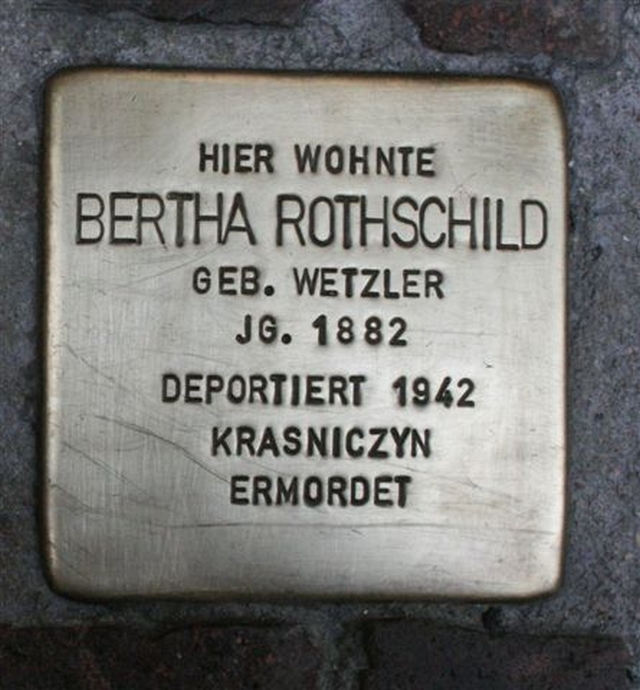 HIER WOHNTE
BERTHA ROTHSCHILD
GEB. WETZLER
JG. 1882
DEPORTIERT 1942
KRASNICZYN
ERMORDET